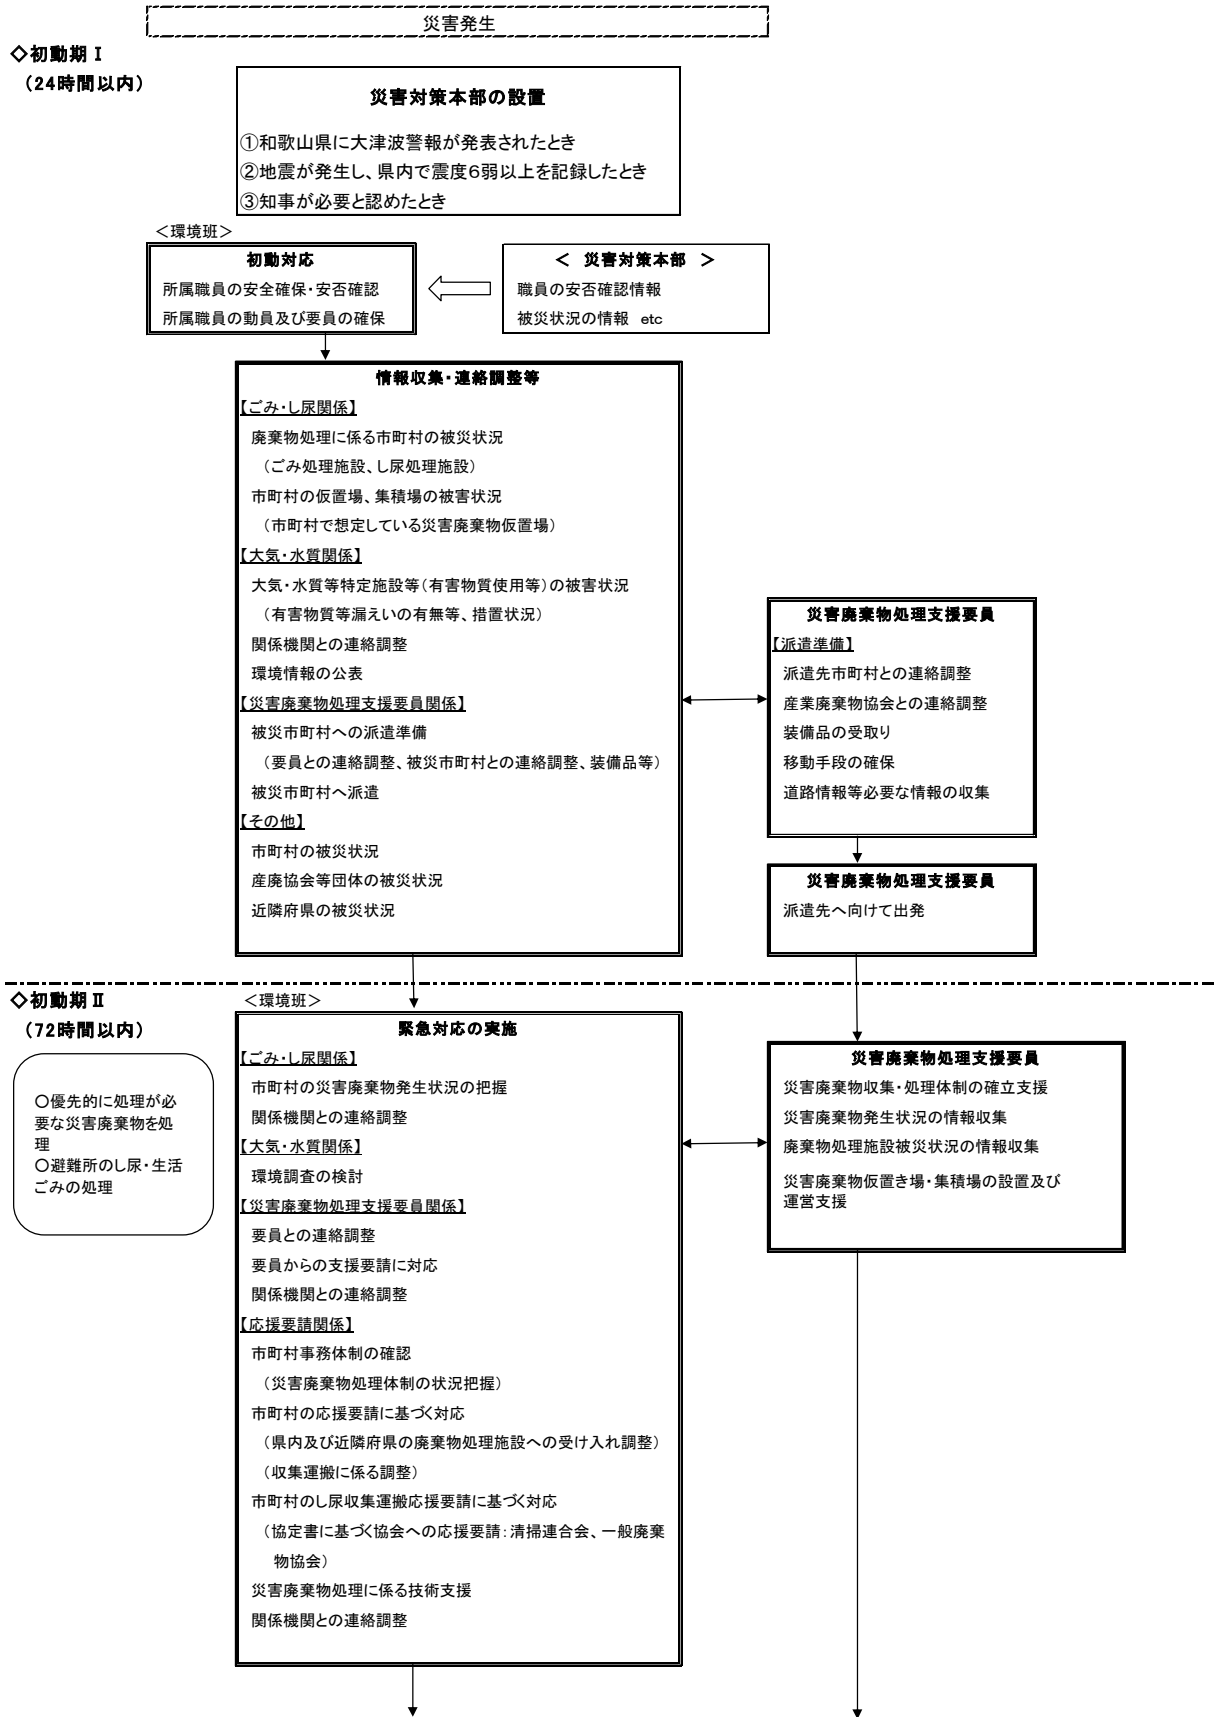 災害発生
◇初動期Ⅰ
(24時間以内)
災害対策本部の設置
①和歌山県に大津波警報が発表されたとき
②地震が発生し、県内で震度6弱以上を記録したとき
③知事が必要と認めたとき
<環境班>
初動対応
所属職員の安全確保・安否確認
所属職員の動員及び要員の確保
< 災害対策本部 >
職員の安否確認情報
被災状況の情報 etc
情報収集・連絡調整等
【ごみ・し尿関係】
廃棄物処理に係る市町村の被災状況
(ごみ処理施設、し尿処理施設)
市町村の仮置場、集積場の被害状況
(市町村で想定している災害廃棄物仮置場)
【大気・水質関係】
大気・水質等特定施設等(有害物質使用等)の被害状況
(有害物質等漏えいの有無等、措置状況)
関係機関との連絡調整
環境情報の公表
【災害廃棄物処理支援要員関係】
被災市町村への派遣準備
(要員との連絡調整、被災市町村との連絡調整、装備品等)
被災市町村へ派遣
【その他】
市町村の被災状況
産廃協会等団体の被災状況
近隣府県の被災状況
災害廃棄物処理支援要員
【派遣準備】
派遣先市町村との連絡調整
産業廃棄物協会との連絡調整
装備品の受取り
移動手段の確保
道路情報等必要な情報の収集
災害廃棄物処理支援要員
派遣先へ向けて出発
◇初動期Ⅱ
(72時間以内)
○優先的に処理が必
要な災害廃棄物を処
理
○避難所のし尿・生活
ごみの処理
<環境班>
緊急対応の実施
【ごみ・し尿関係】
市町村の災害廃棄物発生状況の把握
関係機関との連絡調整
【大気・水質関係】
環境調査の検討
【災害廃棄物処理支援要員関係】
要員との連絡調整
要員からの支援要請に対応
関係機関との連絡調整
【応援要請関係】
市町村事務体制の確認
(災害廃棄物処理体制の状況把握)
市町村の応援要請に基づく対応
(県内及び近隣府県の廃棄物処理施設への受け入れ調整)
(収集運搬に係る調整)
市町村のし尿収集運搬応援要請に基づく対応
(協定書に基づく協会への応援要請:清掃連合会、一般廃棄
物協会)
災害廃棄物処理に係る技術支援
関係機関との連絡調整
災害廃棄物処理支援要員
災害廃棄物収集・処理体制の確立支援
災害廃棄物発生状況の情報収集
廃棄物処理施設被災状況の情報収集
災害廃棄物仮置き場・集積場の設置及び
運営支援